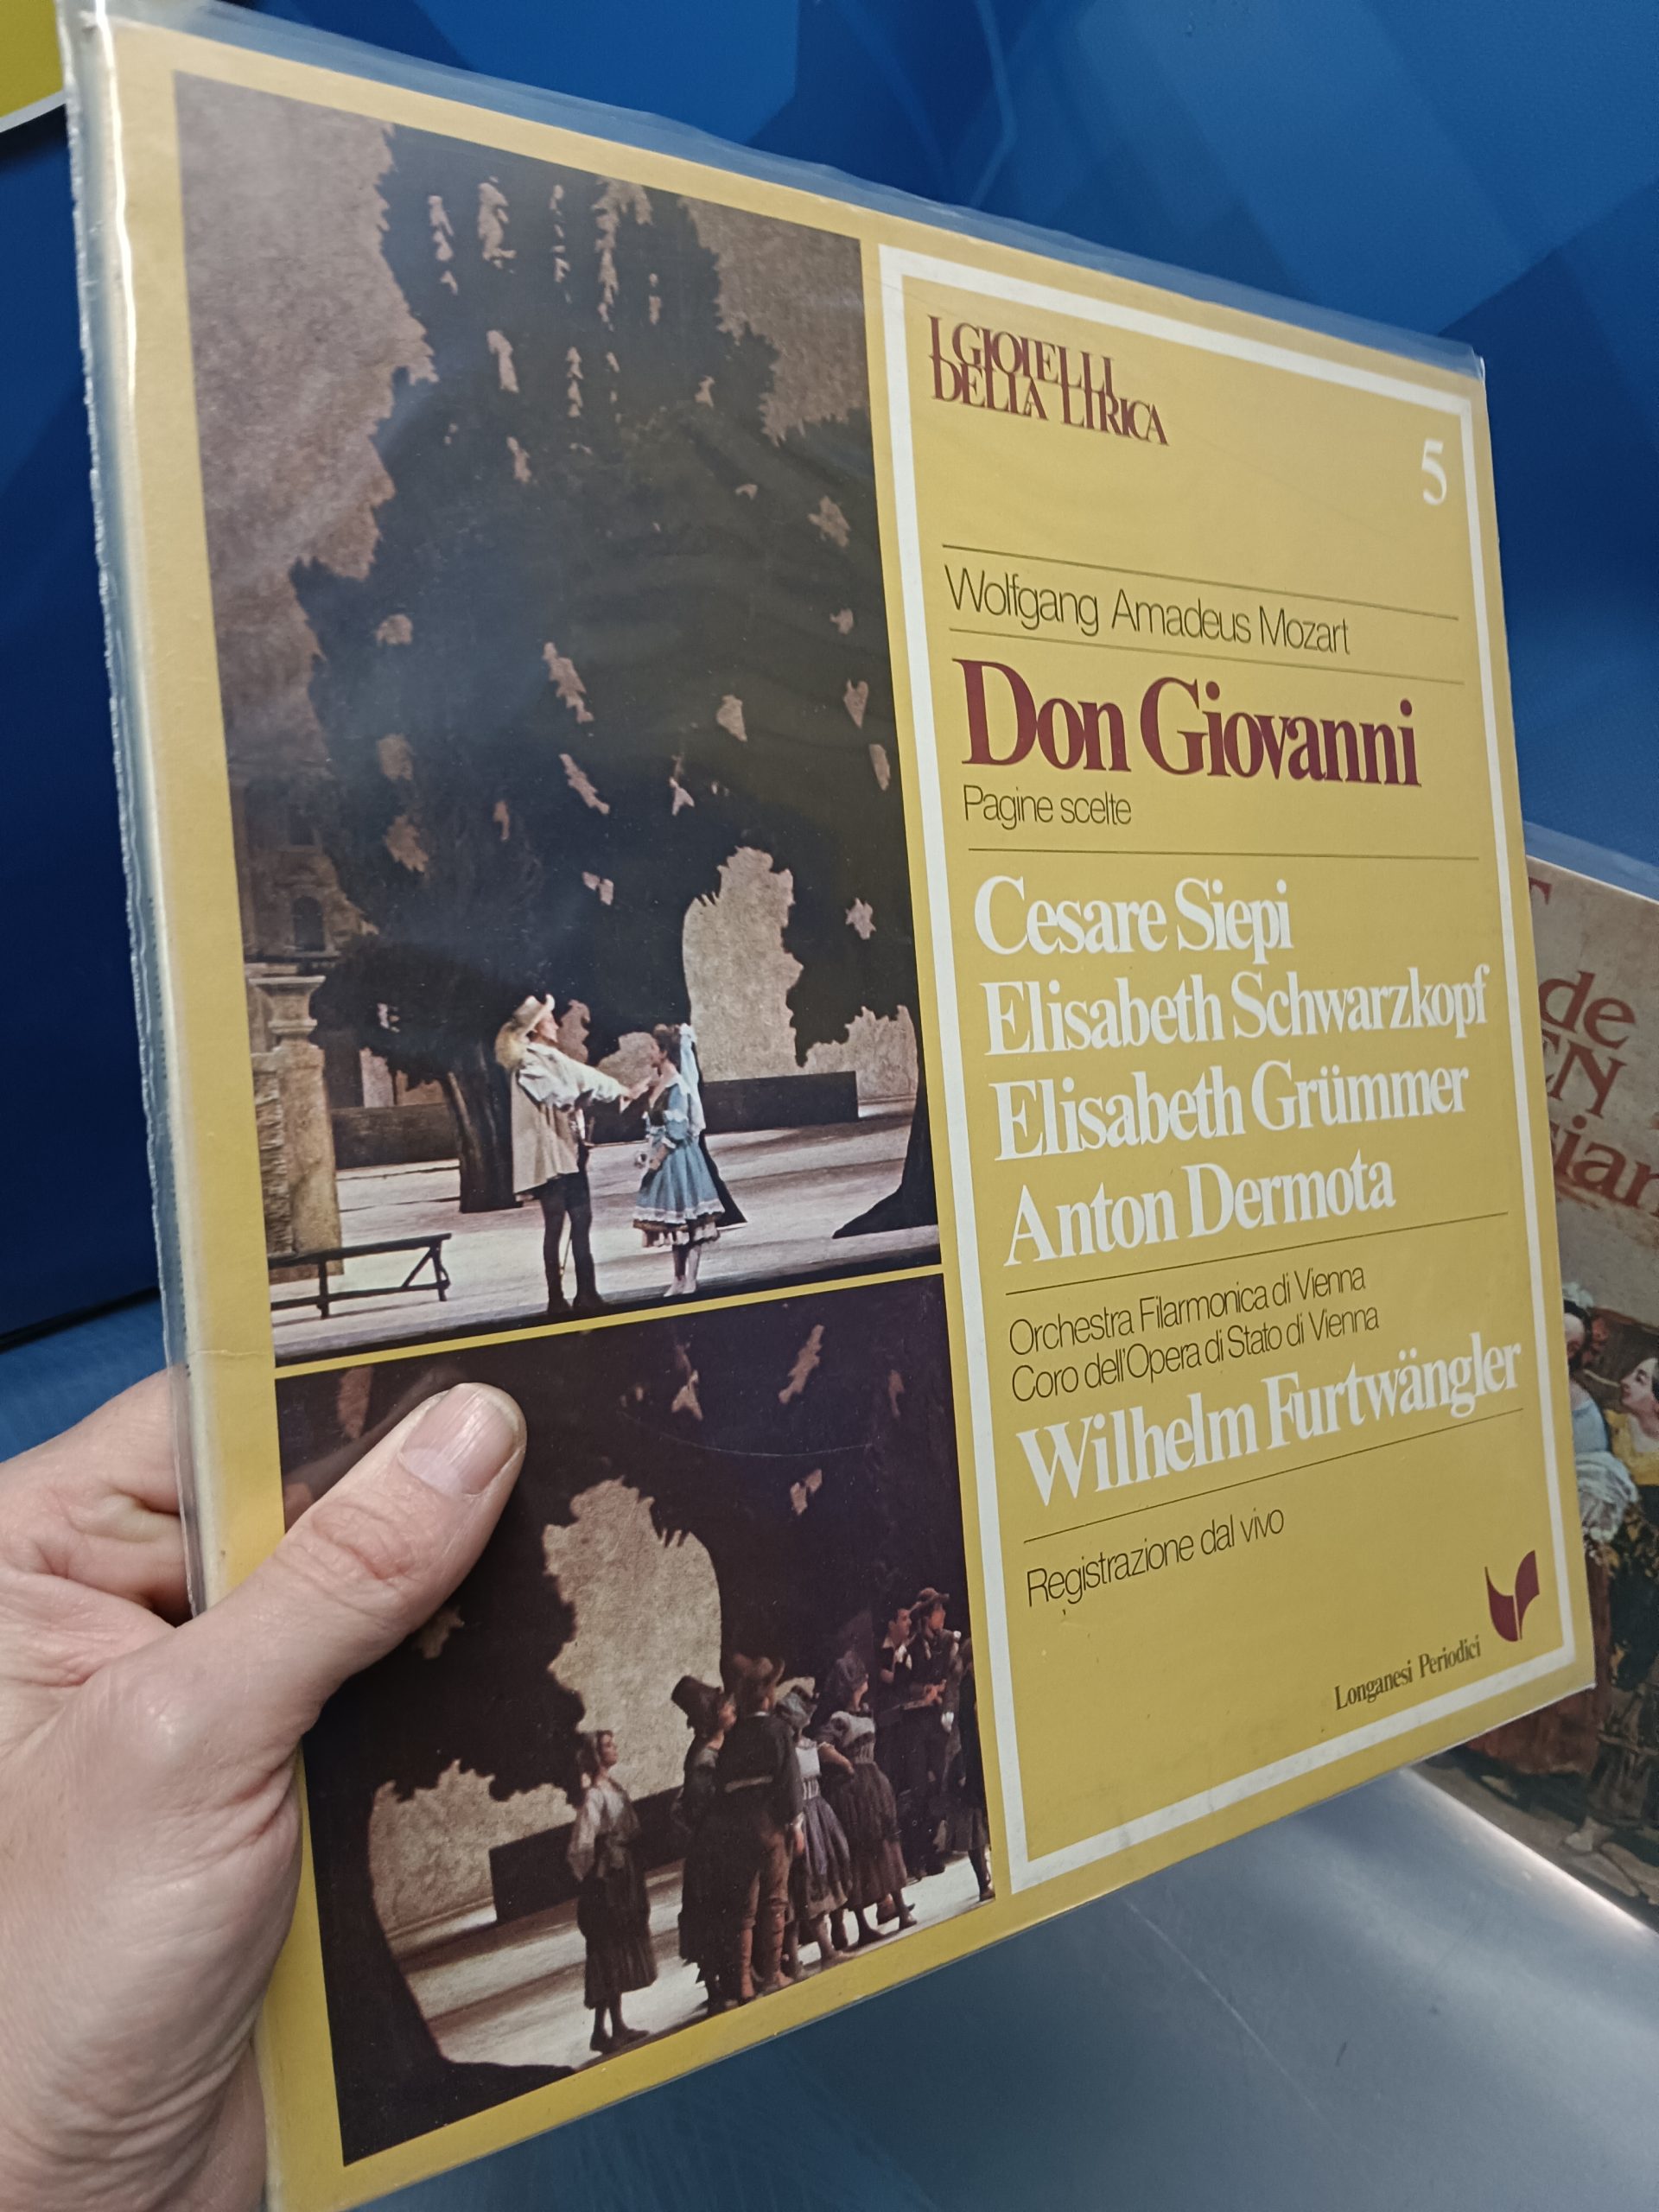 I GIOIELLI
DELLA LIRICA
5
Wolfgang Amadeus Mozart
Don Giovanni
Pagine scelte
Cesare Siepi
Elisabeth Schwarzkopf
Elisabeth Grümmer
Anton Dermota
Orchestra Filarmonica di Vienna
Coro dell'Opera di Stato di Vienna
Wilhelm Furtwängler
Registrazione dal vivo
Longanesi Periodici
de